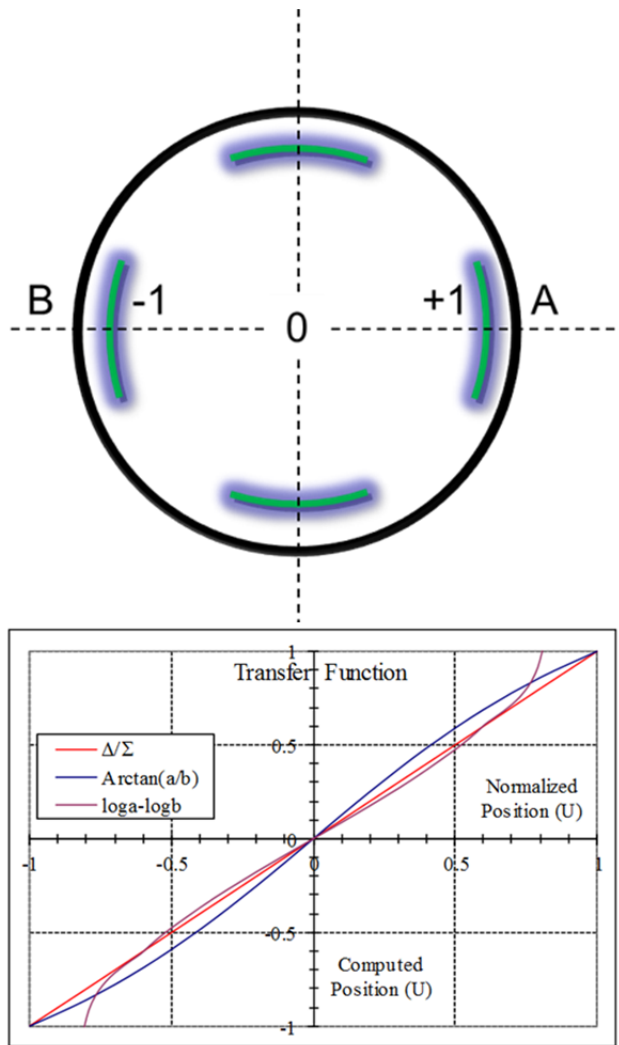 B -1 0 +1 A
Transfer Function
1
Δ/Σ
Arctan(a/b)
loga-logb
0.5
Normalized
Position (U)
0
-1 -0.5 0 0.5 1
-0.5
Computed
Position (U)
-1